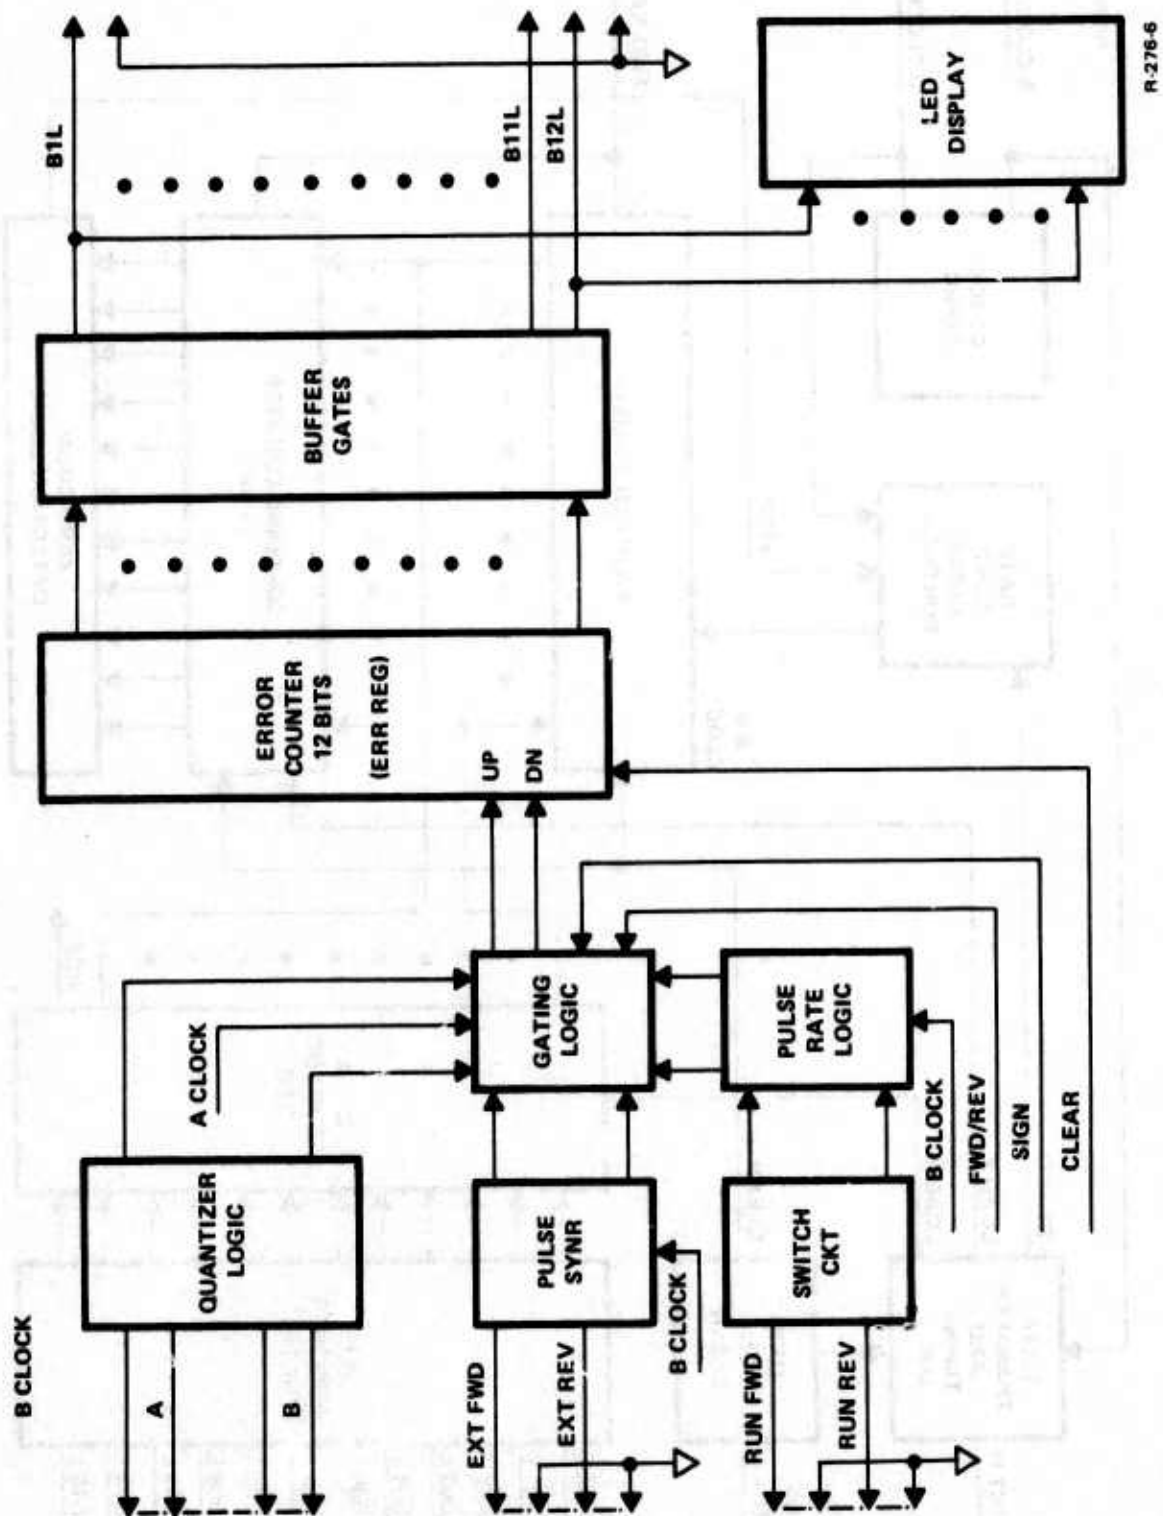 B CLOCK
A
B
QUANTIZER
LOGIC
A CLOCK
EXT FWD
EXT REV
PULSE
SYNR
B CLOCK
RUN FWD
RUN REV
SWITCH
CKT
GATING
LOGIC
PULSE
RATE
LOGIC
B CLOCK
FWD/REV
SIGN
CLEAR
ERROR
COUNTER
12 BITS
(ERR REG)
UP
DN
BUFFER
GATES
B1L
B11L
B12L
LED
DISPLAY
R-276-6